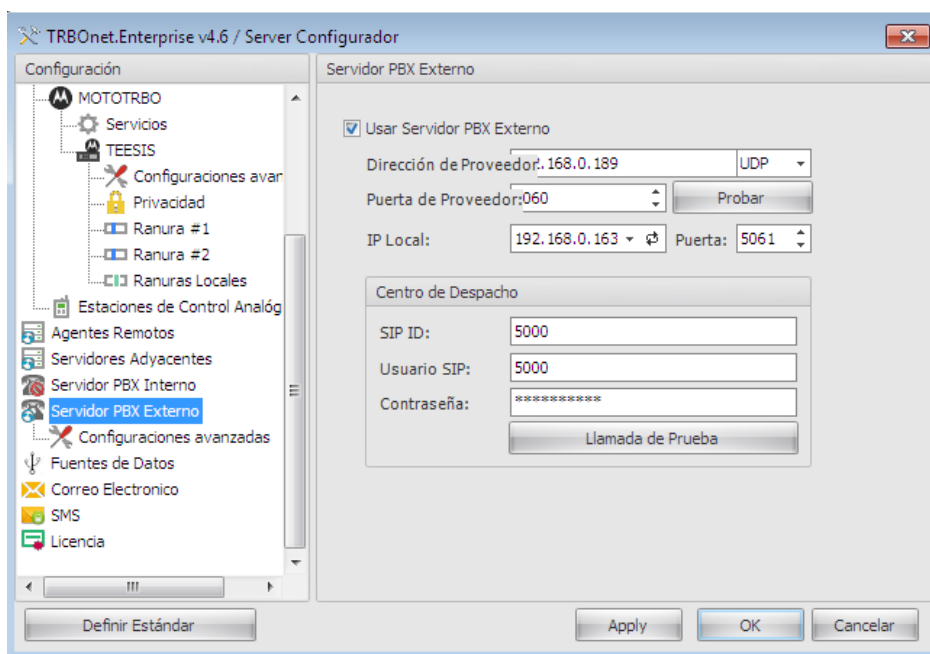 TRBOnet.Enterprise v4.6 / Server Configurador
Configuración
MOTOTRBO
Servicios
TEESIS
Configuraciones avar
Privacidad
Ranura #1
Ranura #2
Ranuras Locales
Estaciones de Control Analóg
Agentes Remotos
Servidores Adyacentes
Servidor PBX Interno
Servidor PBX Externo
Configuraciones avanzadas
Fuentes de Datos
Correo Electronico
SMS
Licencia
Definir Estándar
Servidor PBX Externo
Usar Servidor PBX Externo
Dirección de Proveedor .168.0.189 UDP
Puerta de Proveedor: 060 Probar
IP Local: 192.168.0.163 Puerta: 5061
Centro de Despacho
SIP ID: 5000
Usuario SIP: 5000
Contraseña: **********
Llamada de Prueba
Apply OK Cancelar